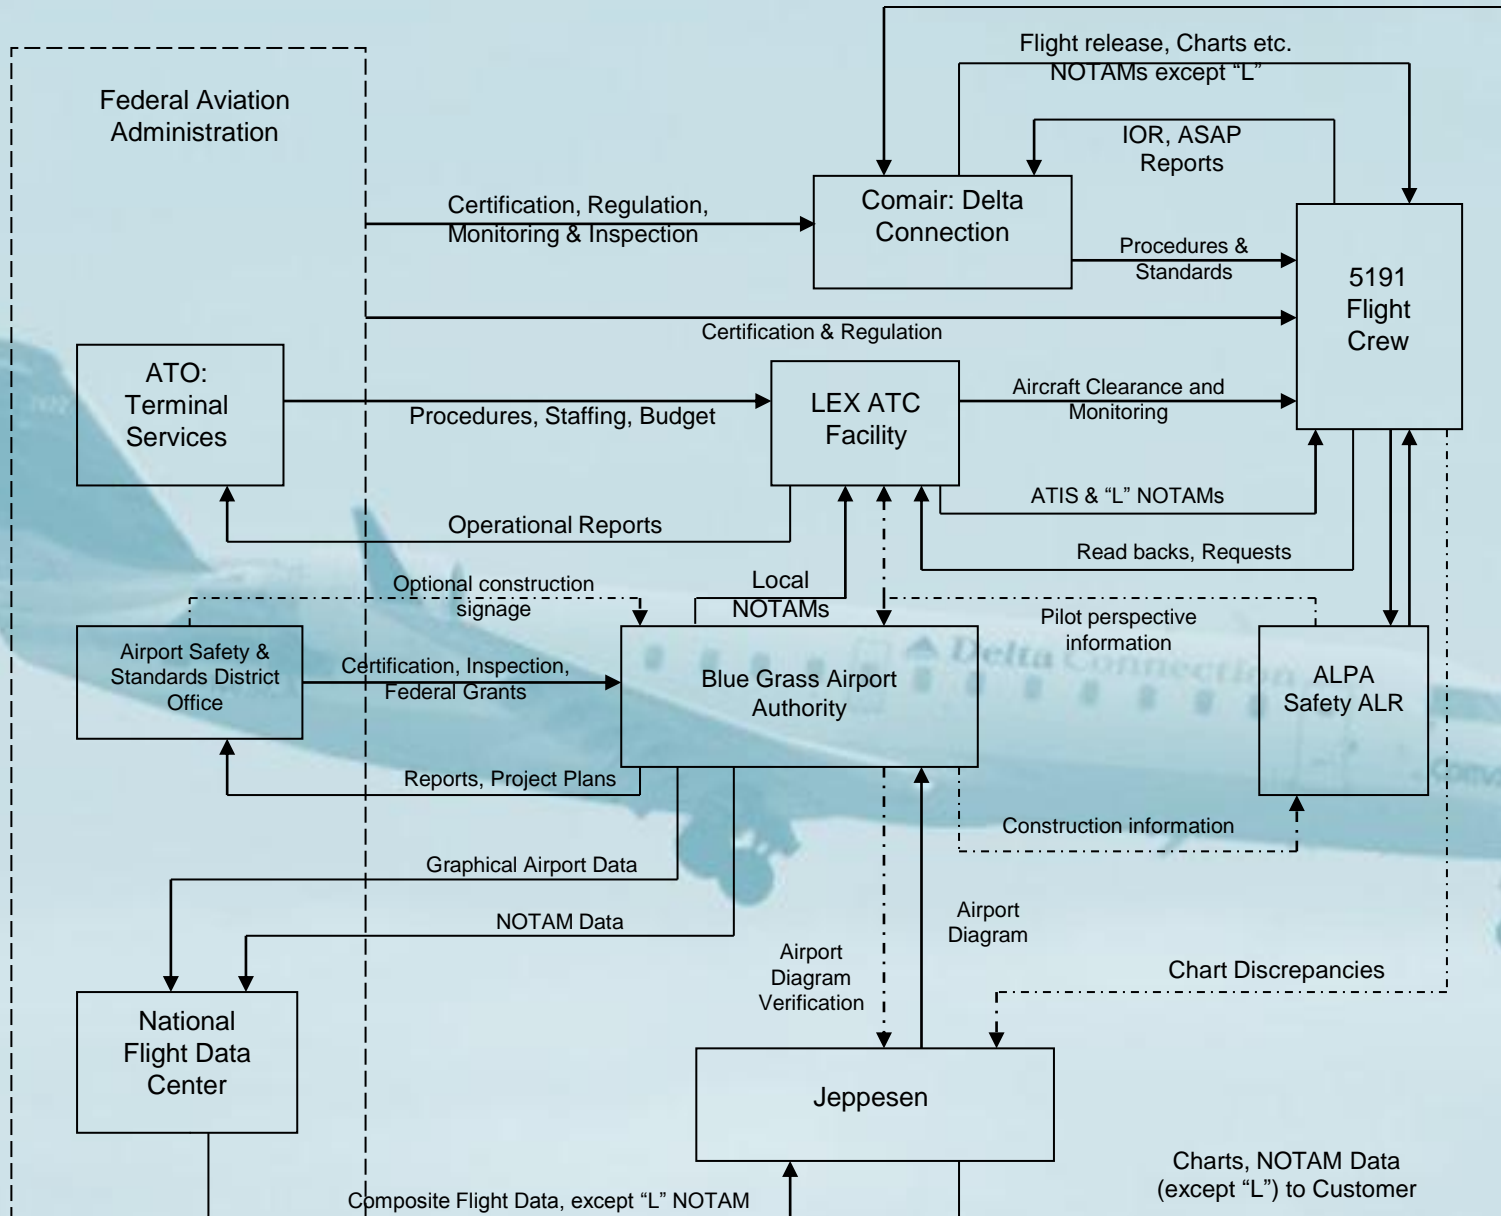 Flight release, Charts etc.
NOTAMs except “L”
Federal Aviation
Administration
IOR, ASAP
Reports
Certification, Regulation,
Monitoring & Inspection
Comair: Delta
Connection
Procedures &
Standards
5191
Flight
Crew
Certification & Regulation
ATO:
Terminal
Services
Procedures, Staffing, Budget
LEX ATC
Facility
Aircraft Clearance and
Monitoring
ATIS & “L” NOTAMs
Operational Reports
Read backs, Requests
Optional construction
signage
Local
NOTAMs
Pilot perspective
information
Airport Safety &
Standards District
Office
Certification, Inspection,
Federal Grants
Blue Grass Airport
Authority
Delta Connection
ALPA
Safety ALR
Reports, Project Plans
Construction information
Graphical Airport Data
NOTAM Data
Airport
Diagram
Airport
Diagram
Verification
Chart Discrepancies
National
Flight Data
Center
Jeppesen
Charts, NOTAM Data
(except “L”) to Customer
Composite Flight Data, except “L” NOTAM